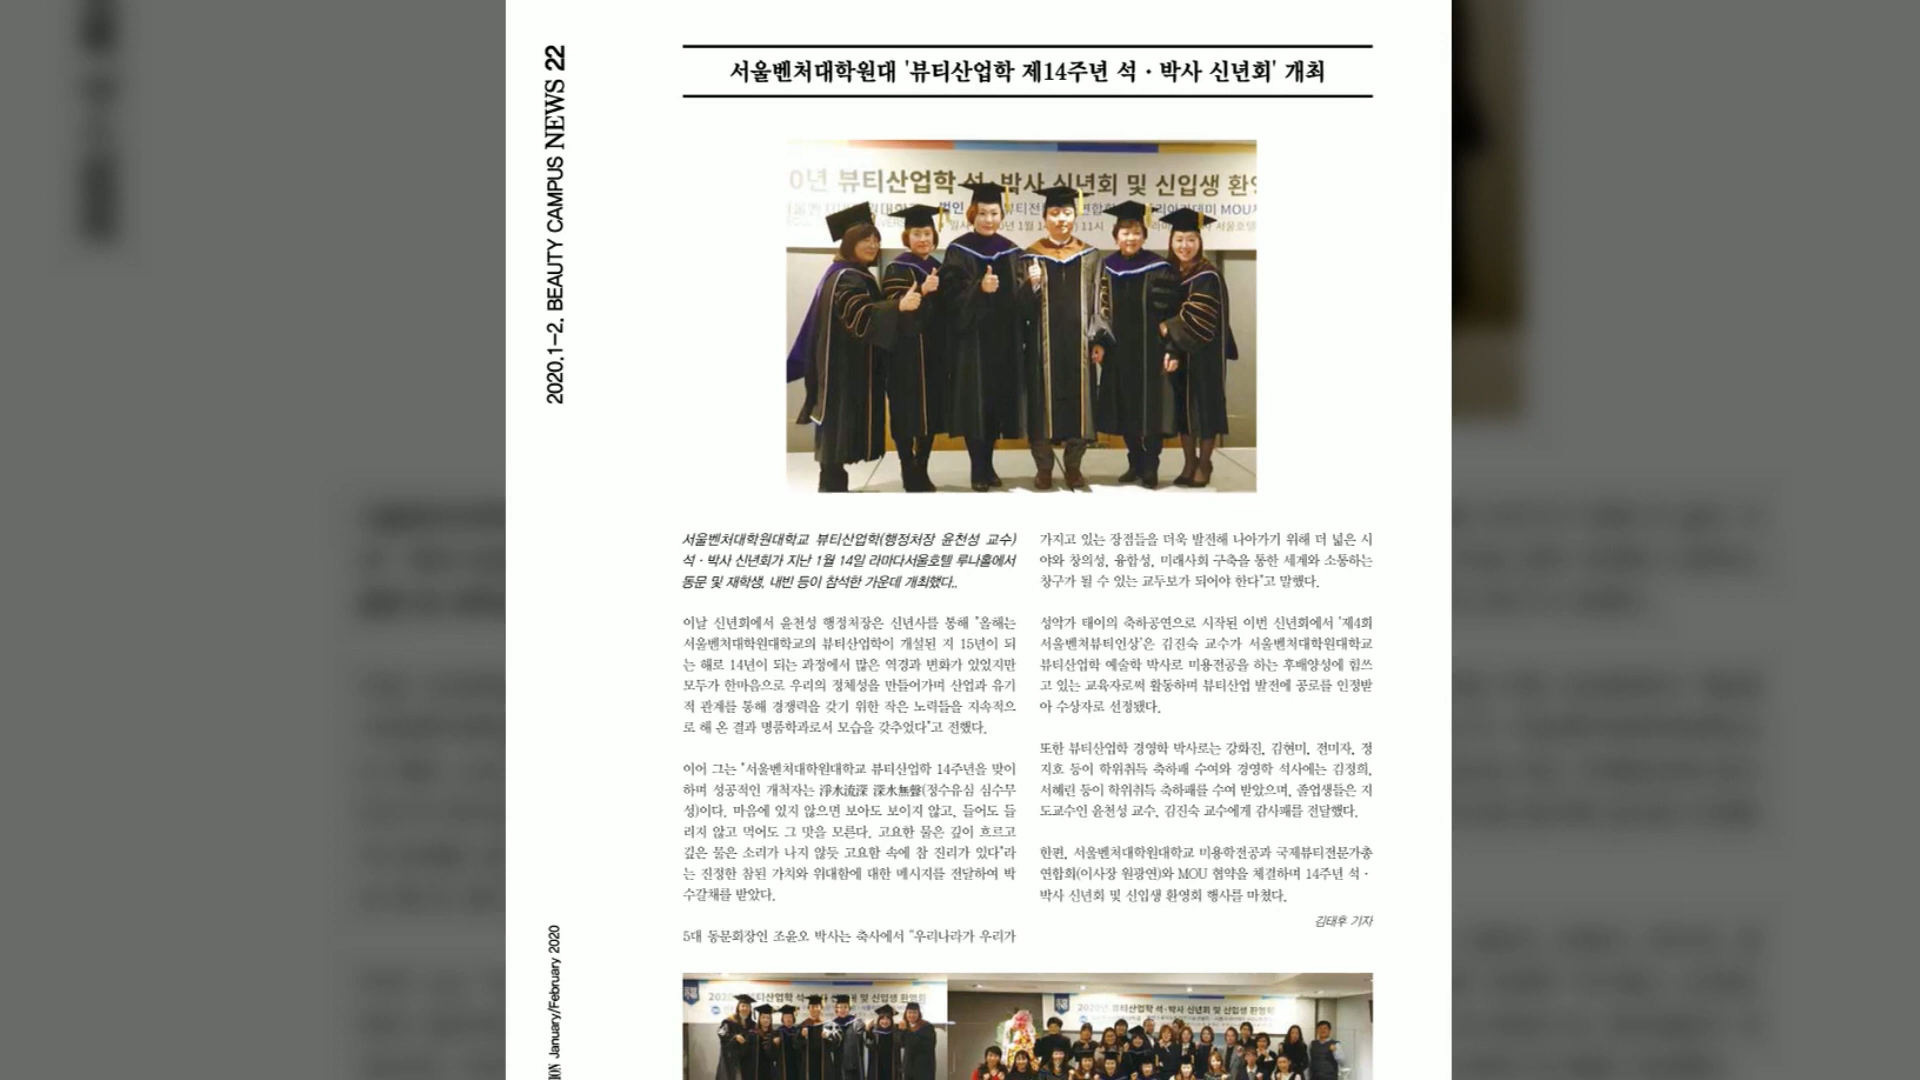 2020.1-2. BEAUTY CAMPUS NEWS 22
서울벤처대학원대 '뷰티산업학 제14주년 석·박사 신년회' 개최
0년 뷰티산업학 석·박사 신년회 및 신입생 환영
서울벤처대학원대학교 뷰티산업학(행정처장 윤천성 교수)
석·박사 신년회가 지난 1월 14일 라마다서울호텔 루나홀에서
동문 및 재학생, 내빈 등이 참석한 가운데 개최했다..
이날 신년회에서 윤천성 행정처장은 신년사를 통해 "올해는
서울벤처대학원대학교의 뷰티산업학이 개설된 지 15년이 되
는 해로 14년이 되는 과정에서 많은 역경과 변화가 있었지만
모두가 한마음으로 우리의 정체성을 만들어가며 산업과 유기
적 관계를 통해 경쟁력을 갖기 위한 작은 노력들을 지속적으
로 해 온 결과 명품학과로서 모습을 갖추었다"고 전했다.
이어 그는 "서울벤처대학원대학교 뷰티산업학 14주년을 맞이
하며 성공적인 개척자는 淨水流深 深水無聲(정수유심 심수무
성)이다. 마음에 있지 않으면 보아도 보이지 않고, 들어도 들
리지 않고 먹어도 그 맛을 모른다. 고요한 물은 깊이 흐르고
깊은 물은 소리가 나지 않듯 고요함 속에 참 진리가 있다"라
는 진정한 참된 가치와 위대함에 대한 메시지를 전달하여 박
수갈채를 받았다.
5대 동문회장인 조윤오 박사는 축사에서 "우리나라가 우리가
가지고 있는 장점들을 더욱 발전해 나아가기 위해 더 넓은 시
야와 창의성, 융합성, 미래사회 구축을 통한 세계와 소통하는
창구가 될 수 있는 교두보가 되어야 한다"고 말했다.
성악가 태이의 축하공연으로 시작된 이번 신년회에서 '제4회
서울벤처뷰티인상'은 김진숙 교수가 서울벤처대학원대학교
뷰티산업학 예술학 박사로 미용전공을 하는 후배양성에 힘쓰
고 있는 교육자로써 활동하며 뷰티산업 발전에 공로를 인정받
아 수상자로 선정됐다.
또한 뷰티산업학 경영학 박사로는 강화진, 김현미, 전미자, 정
지호 등이 학위취득 축하패 수여와 경영학 석사에는 김정희,
서혜린 등이 학위취득 축하패를 수여 받았으며, 졸업생들은 지
도교수인 윤천성 교수, 김진숙 교수에게 감사패를 전달했다.
한편, 서울벤처대학원대학교 미용학전공과 국제뷰티전문가총
연합회(이사장 원광연)와 MOU 협약을 체결하며 14주년 석·
박사 신년회 및 신입생 환영회 행사를 마쳤다.
김태후 기자
January/February 2020
2020년 뷰티산업학 석·박사 신년회 및 신입생 환영회